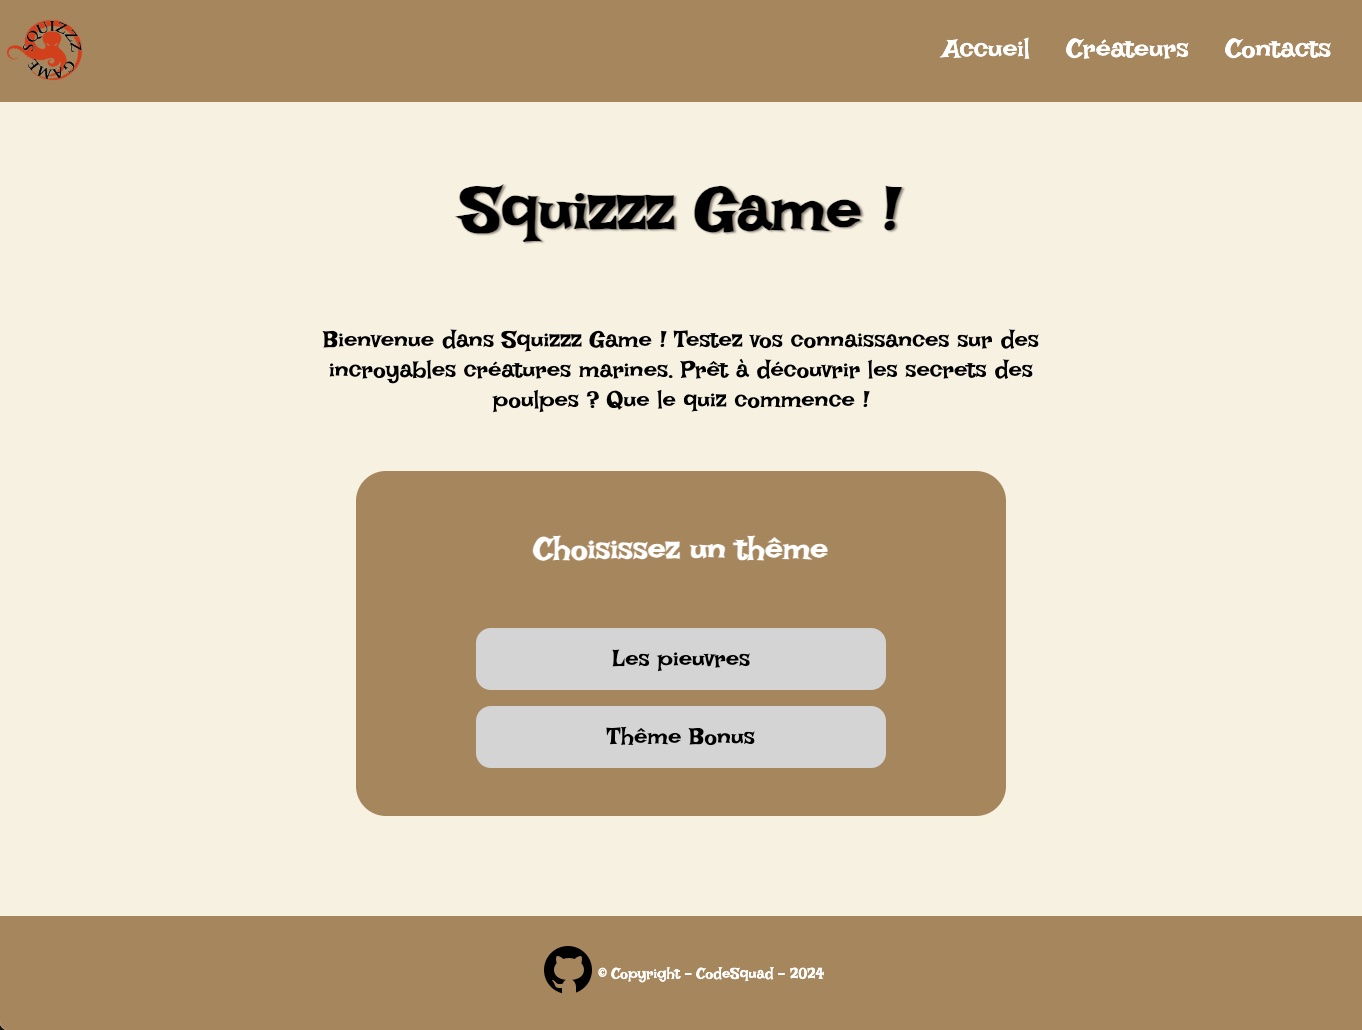 SQUIZZZ GAME
Accueil Créateurs Contacts
Squizzz Game !
Bienvenue dans Squizzz Game ! Testez vos connaissances sur des
incroyables créatures marines. Prêt à découvrir les secrets des
poulpes ? Que le quiz commence !
Choisissez un thême
Les pieuvres
Thême Bonus
© Copyright - CodeSquad - 2024